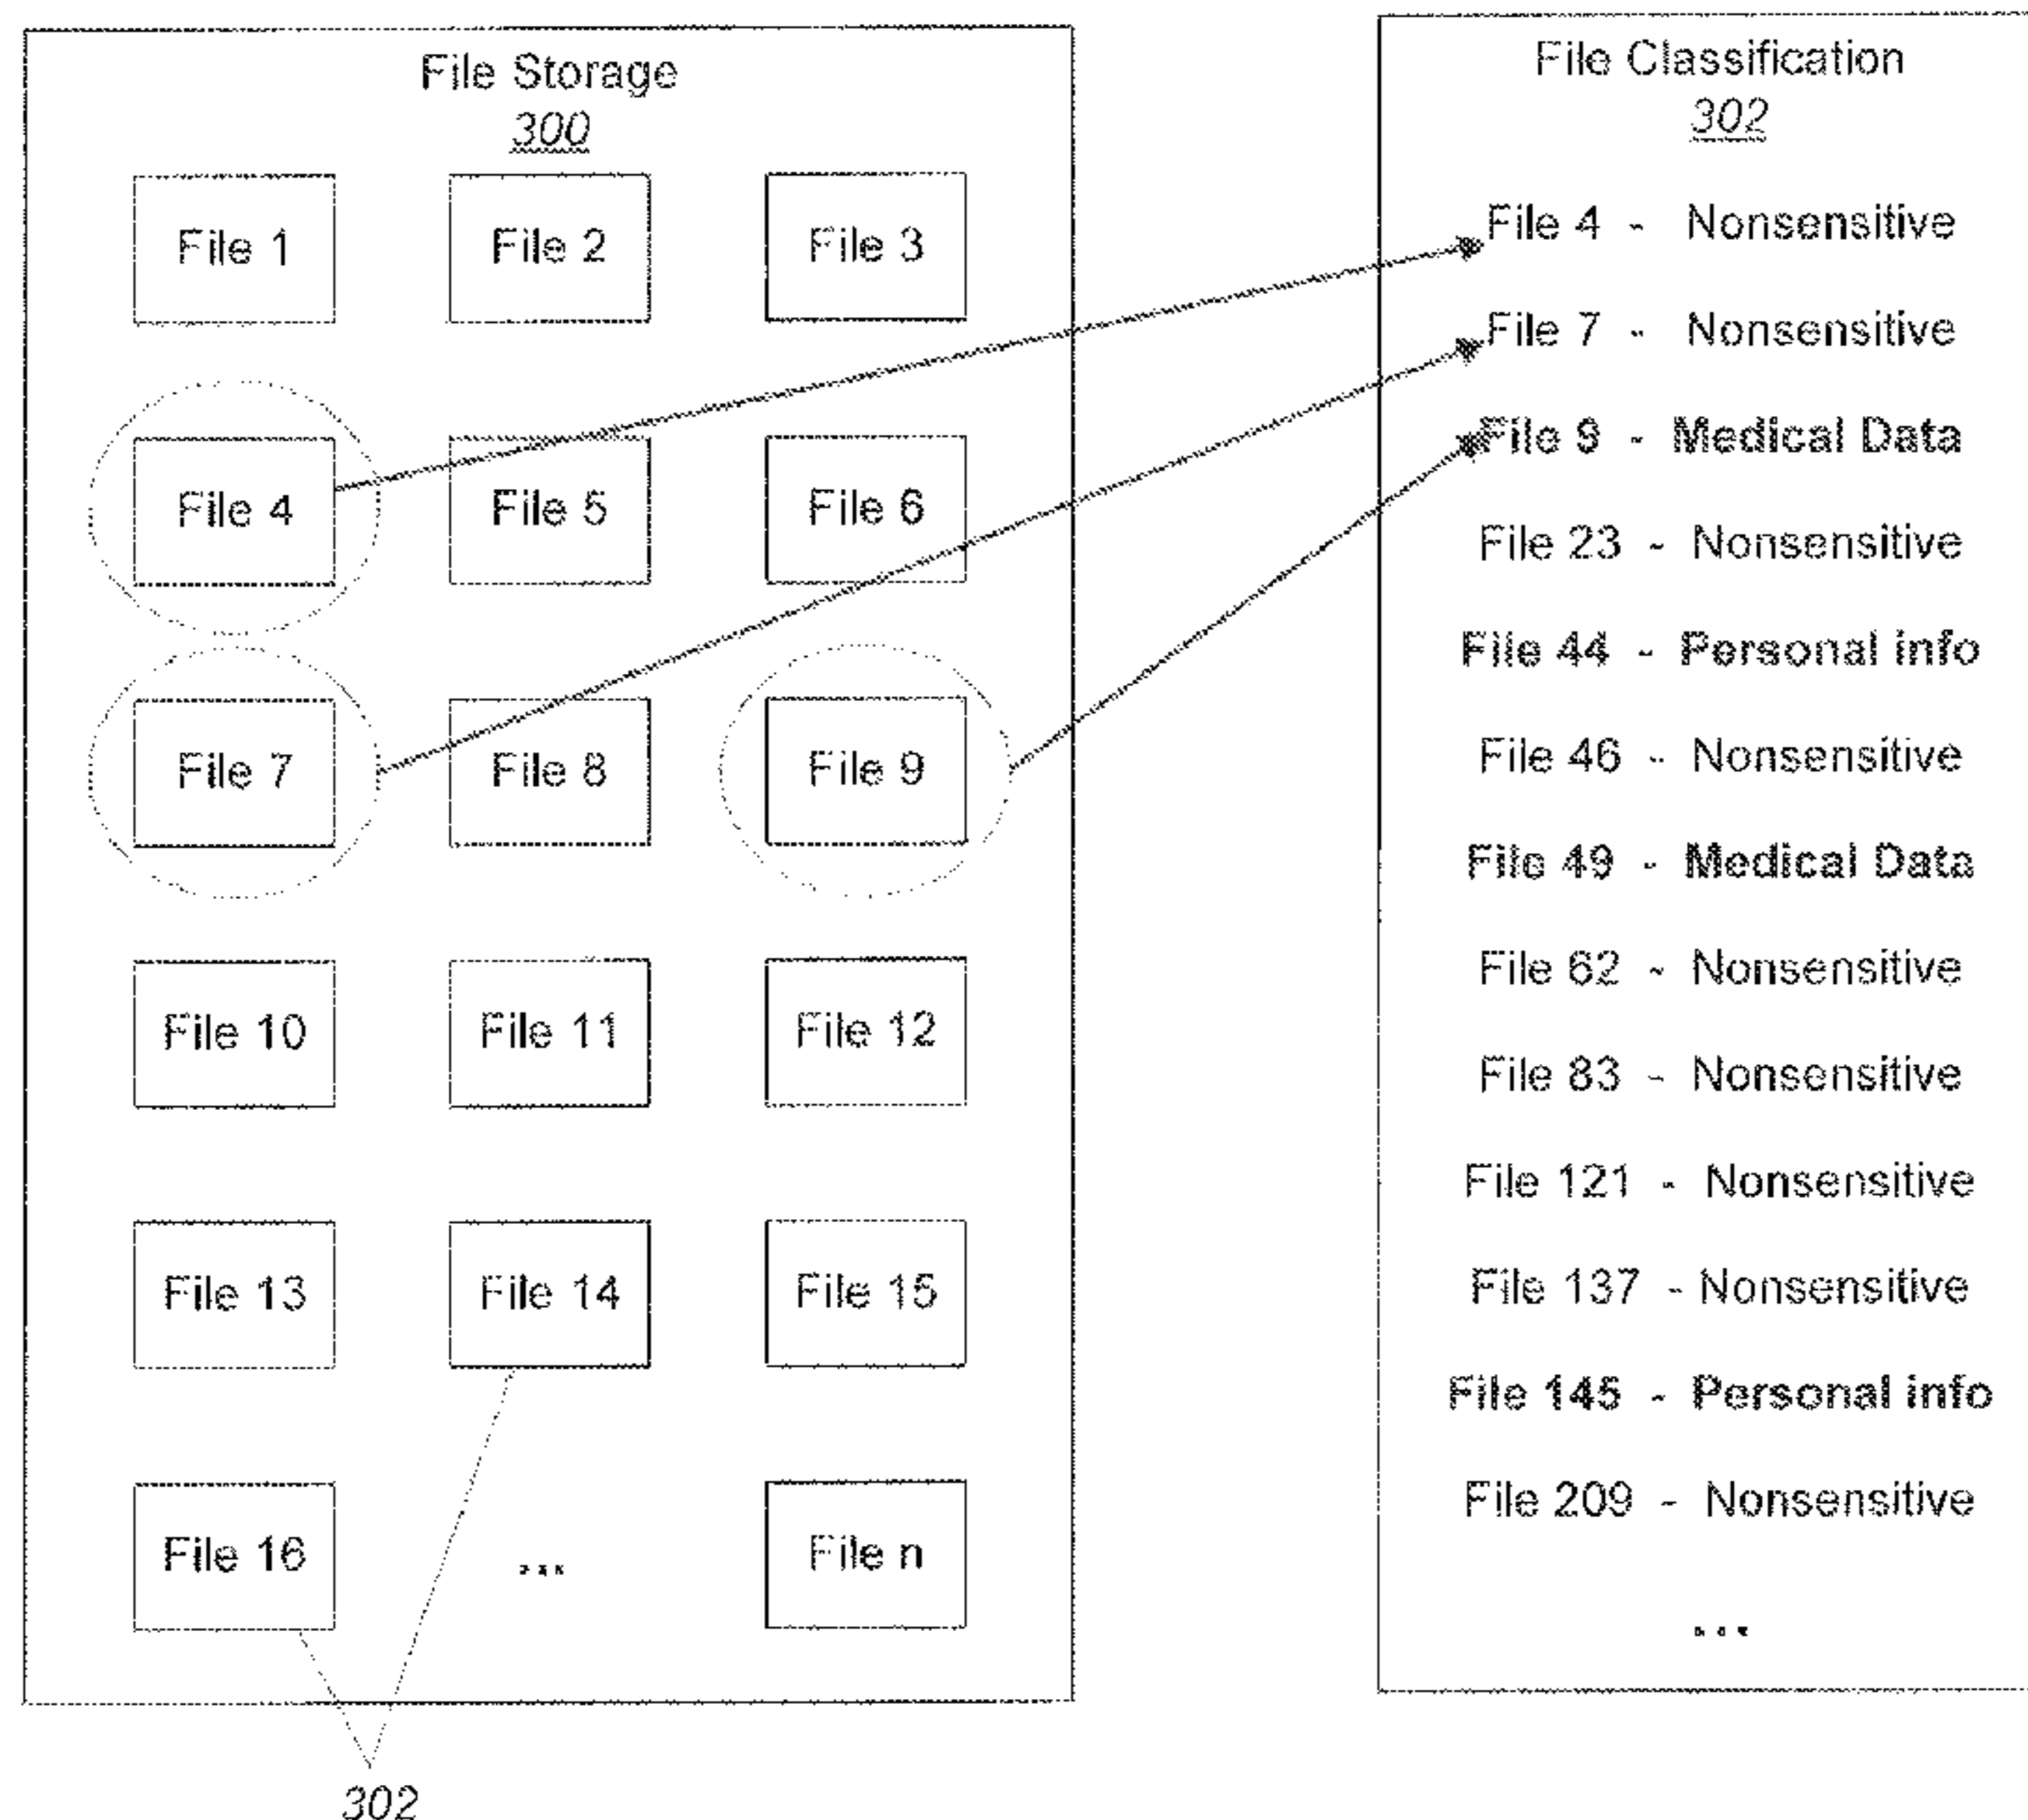 File Storage
300
File 1
File 2
File 3
File 4
File 5
File 6
File 7
File 8
File 9
File 10
File 11
File 12
File 13
File 14
File 15
File 16
...
File n
302
File Classification
302
File 4 - Nonsensitive
File 7 - Nonsensitive
File 9 - Medical Data
File 23 - Nonsensitive
File 44 - Personal info
File 46 - Nonsensitive
File 49 - Medical Data
File 62 - Nonsensitive
File 83 - Nonsensitive
File 121 - Nonsensitive
File 137 - Nonsensitive
File 145 - Personal info
File 209 - Nonsensitive
...